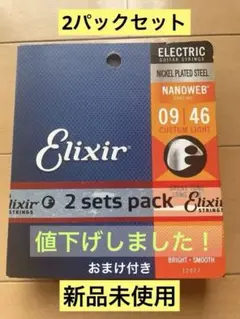 2パックセット
ELECTRIC
GUITAR STRINGS
NICKEL PLATED STEEL
NANOWEB
09 46
CUSTOM LIGHT
Elixir
2 sets pack
Elixir
STRINGS
Elixir
STRINGS
値下げしました！
おまけ付き
BRIGHT • SMOOTH
新品未使用